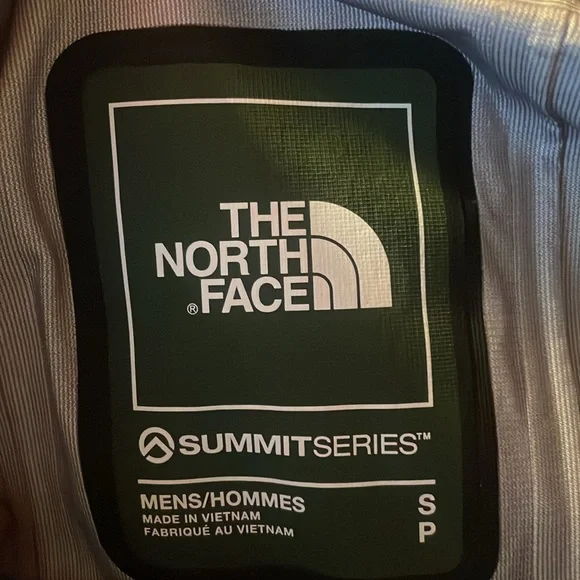 THE
NORTH
® FACE
SUMMITSERIES™
MENS/HOMMES S
MADE IN VIETNAM
FABRIQUÉ AU VIETNAM P